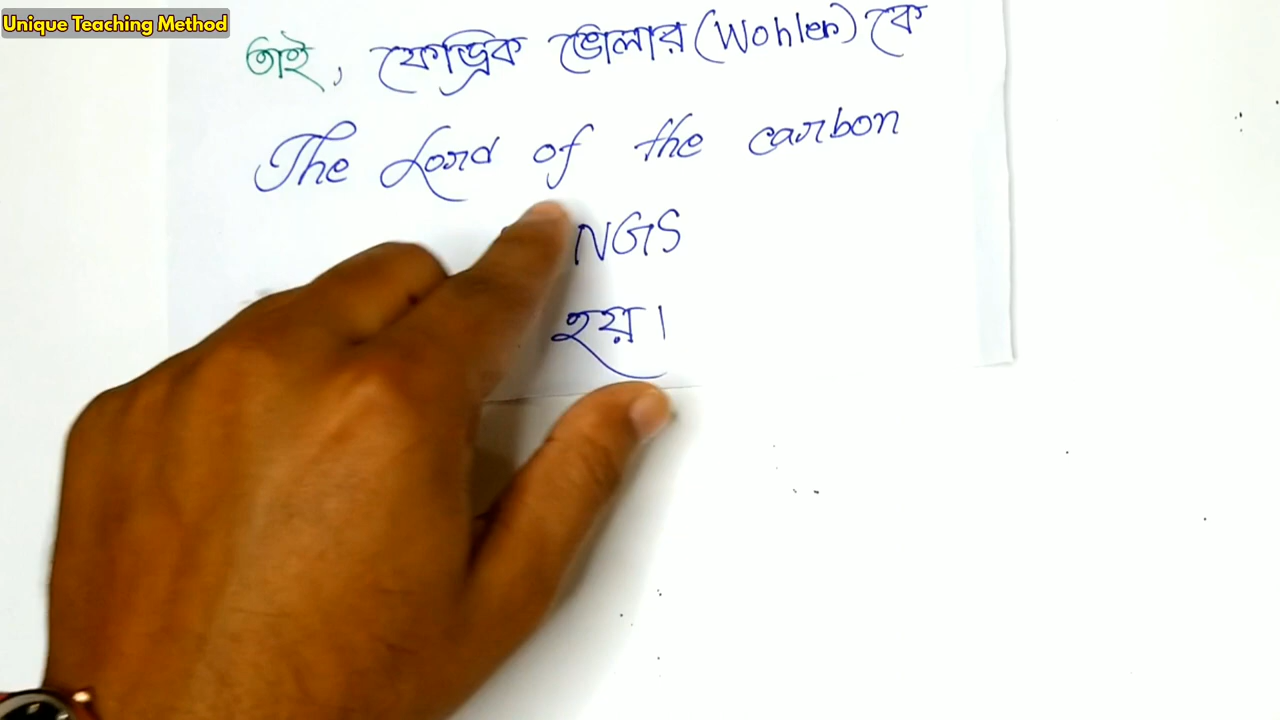 Unique Teaching Method
তাই, ফেড্রিক ভোলার (Wohler) কে
The Lord of the carbon
NGS
হয়।